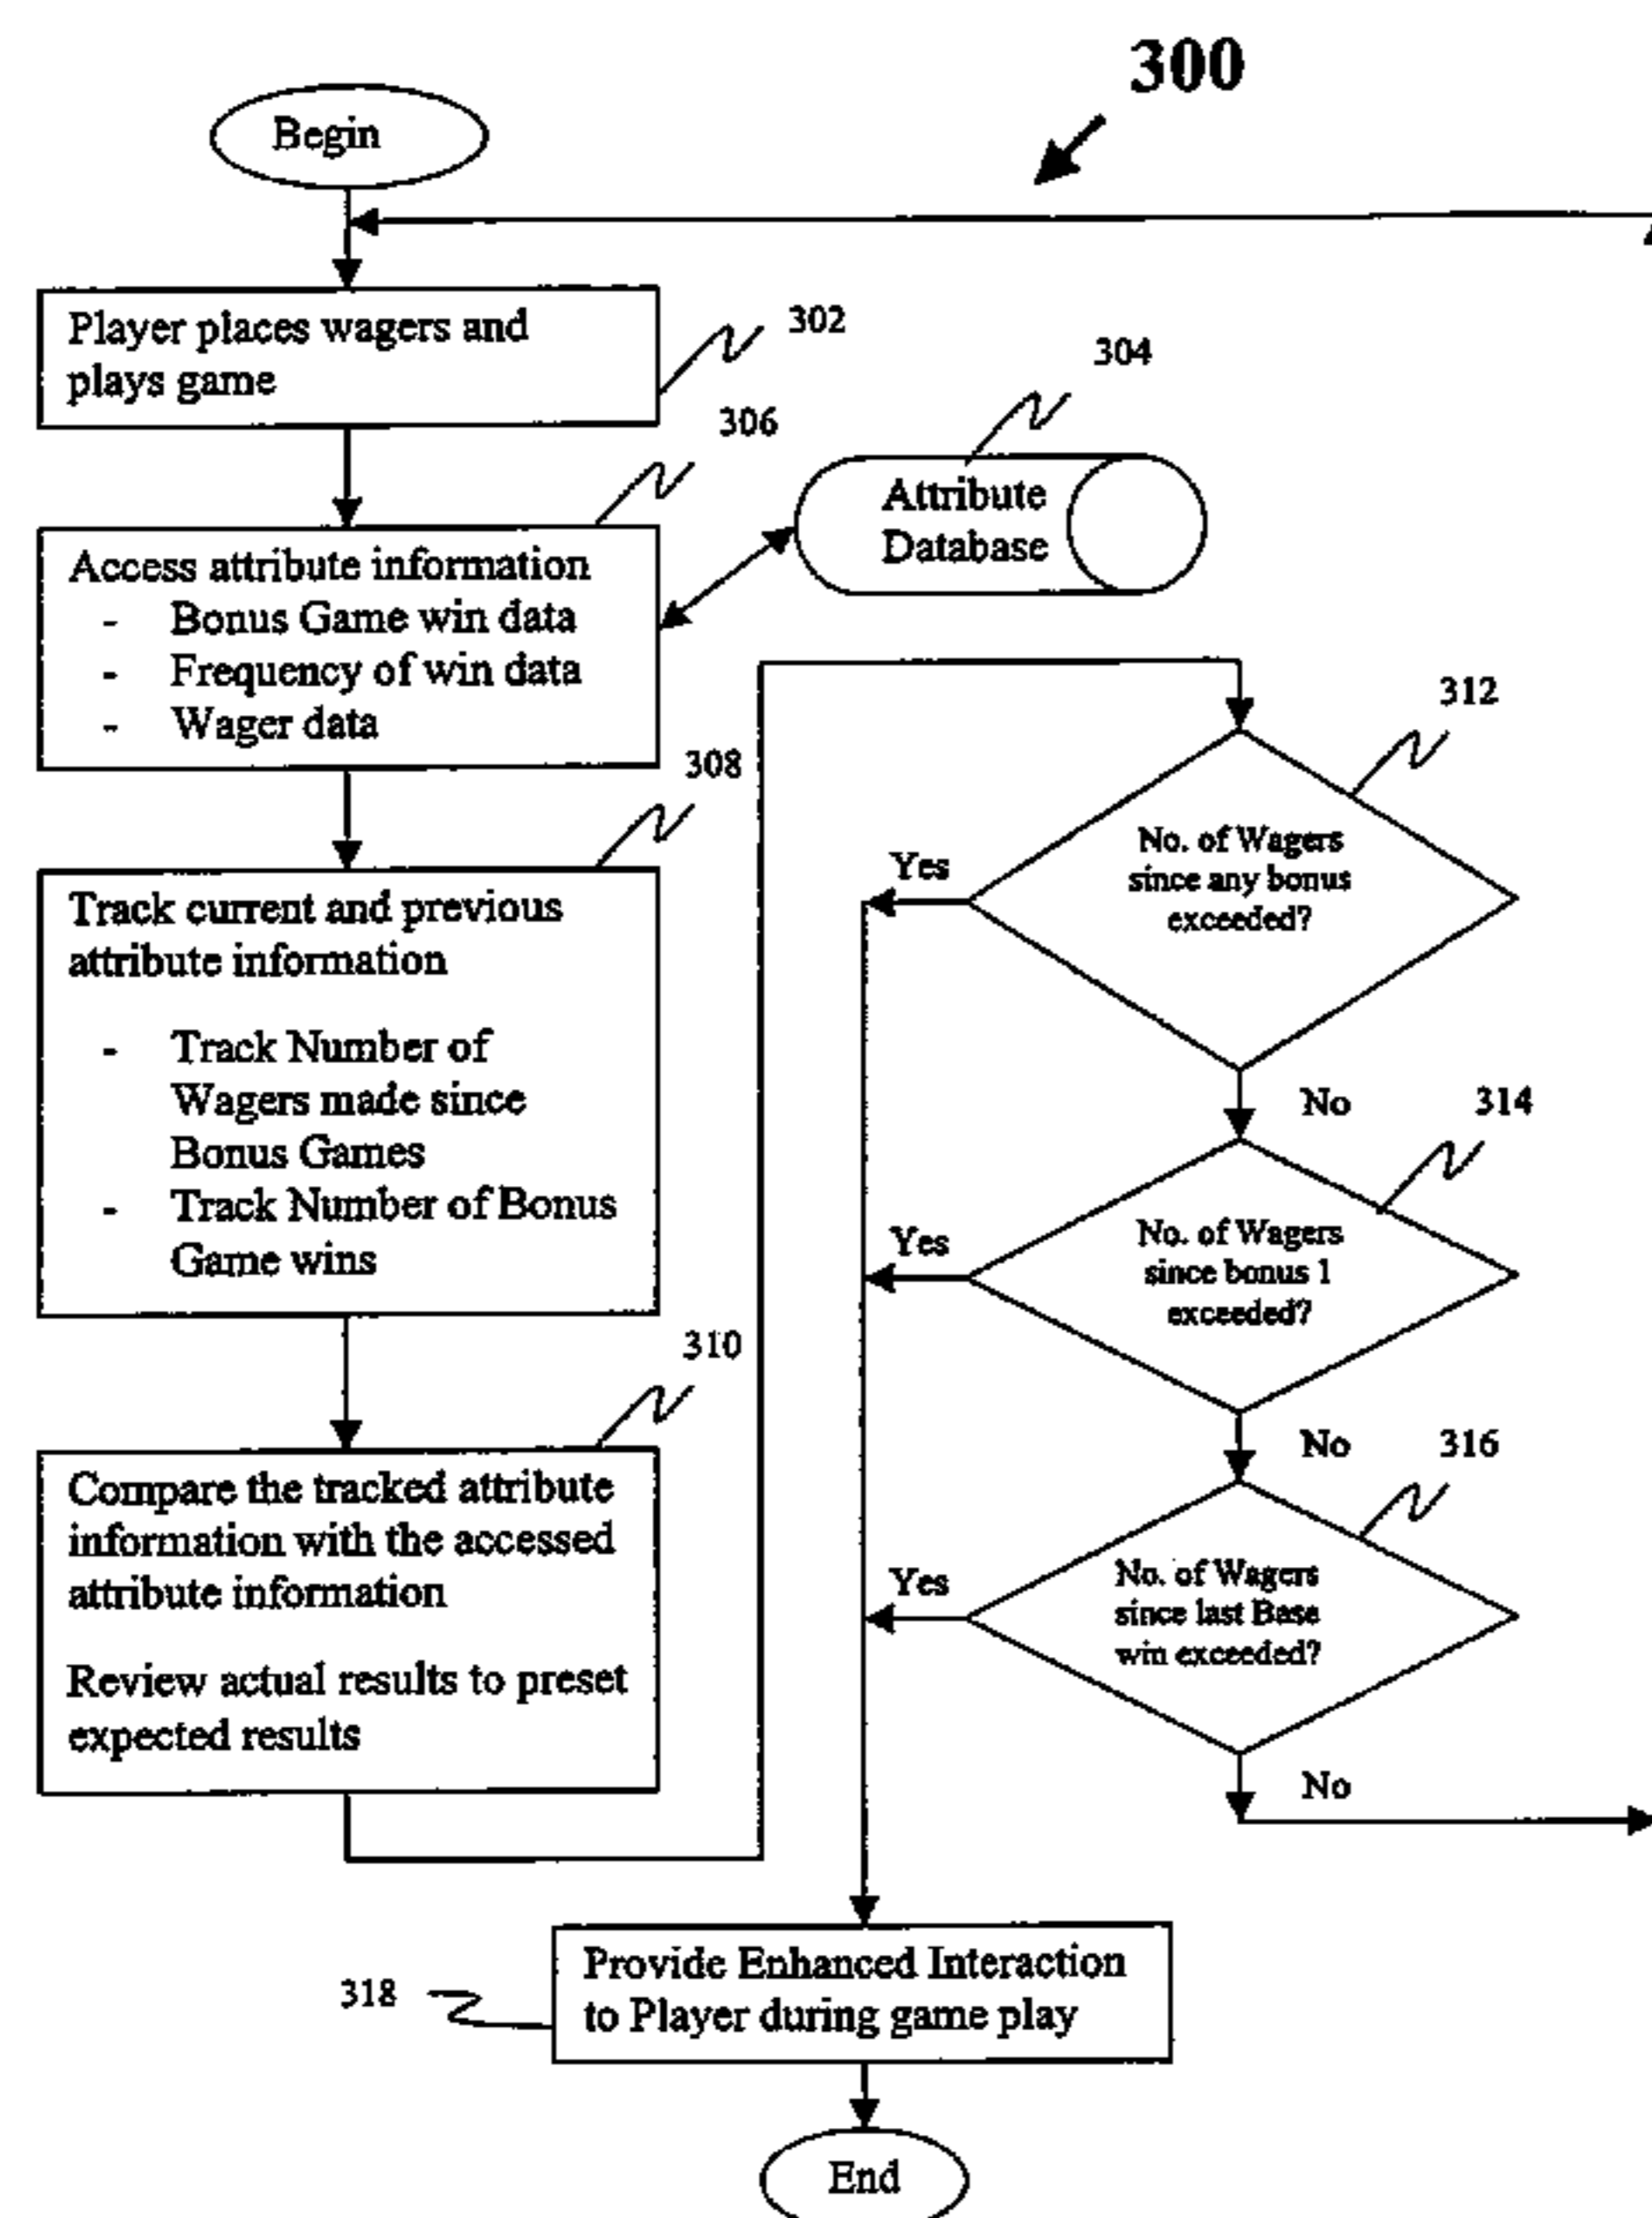 300
Begin
Player places wagers and
plays game
302
304
306
Attribute
Database
Access attribute information
- Bonus Game win data
- Frequency of win data
- Wager data
308
Track current and previous
attribute information
- Track Number of
Wagers made since
Bonus Games
- Track Number of Bonus
Game wins
310
Compare the tracked attribute
information with the accessed
attribute information
Review actual results to preset
expected results
312
No. of Wagers
since any bonus
exceeded?
Yes
No
314
No. of Wagers
since bonus 1
exceeded?
Yes
No
316
No. of Wagers
since last Base
win exceeded?
Yes
No
318
Provide Enhanced Interaction
to Player during game play
End